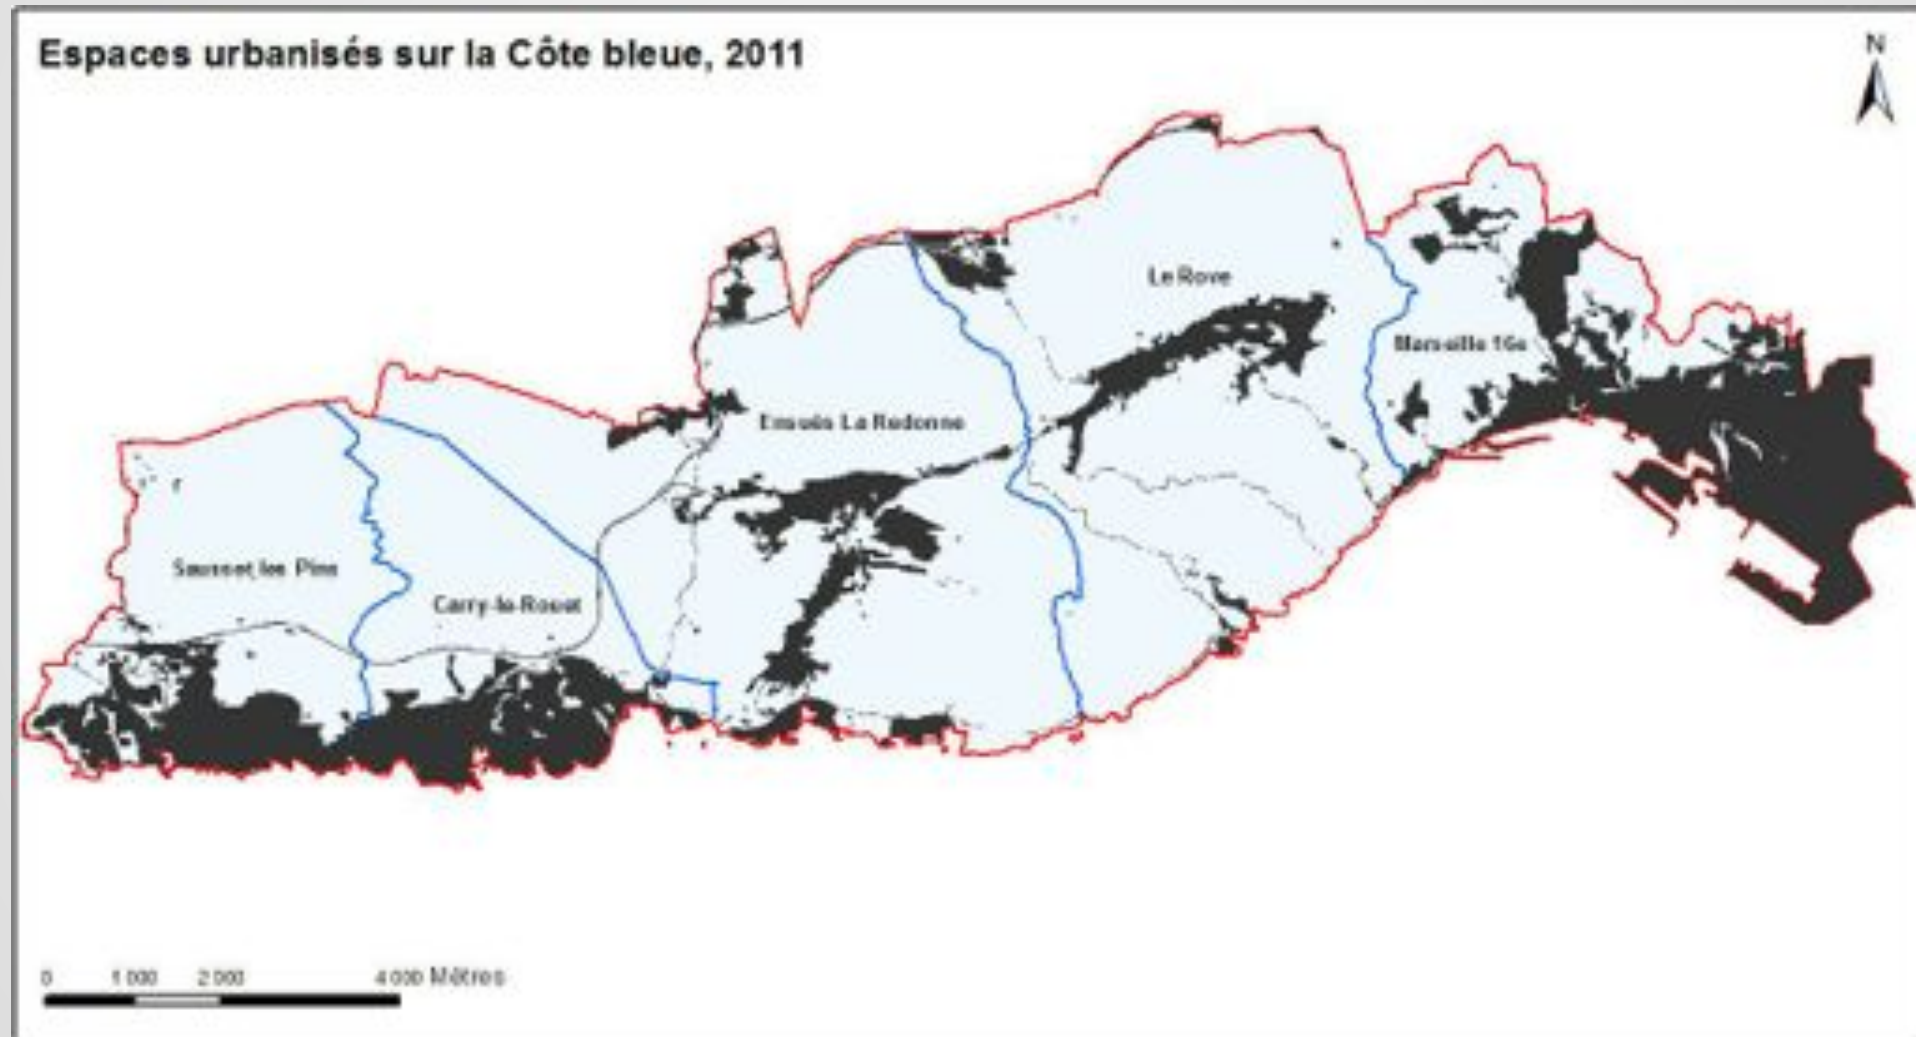 Espaces urbanisés sur la Côte bleue, 2011
N
Le Rove
Marseille 16e
Ensuès La Redonne
Sausset les Pins
Carry-le-Rouet
0 1 000 2 000 4 000 Mètres